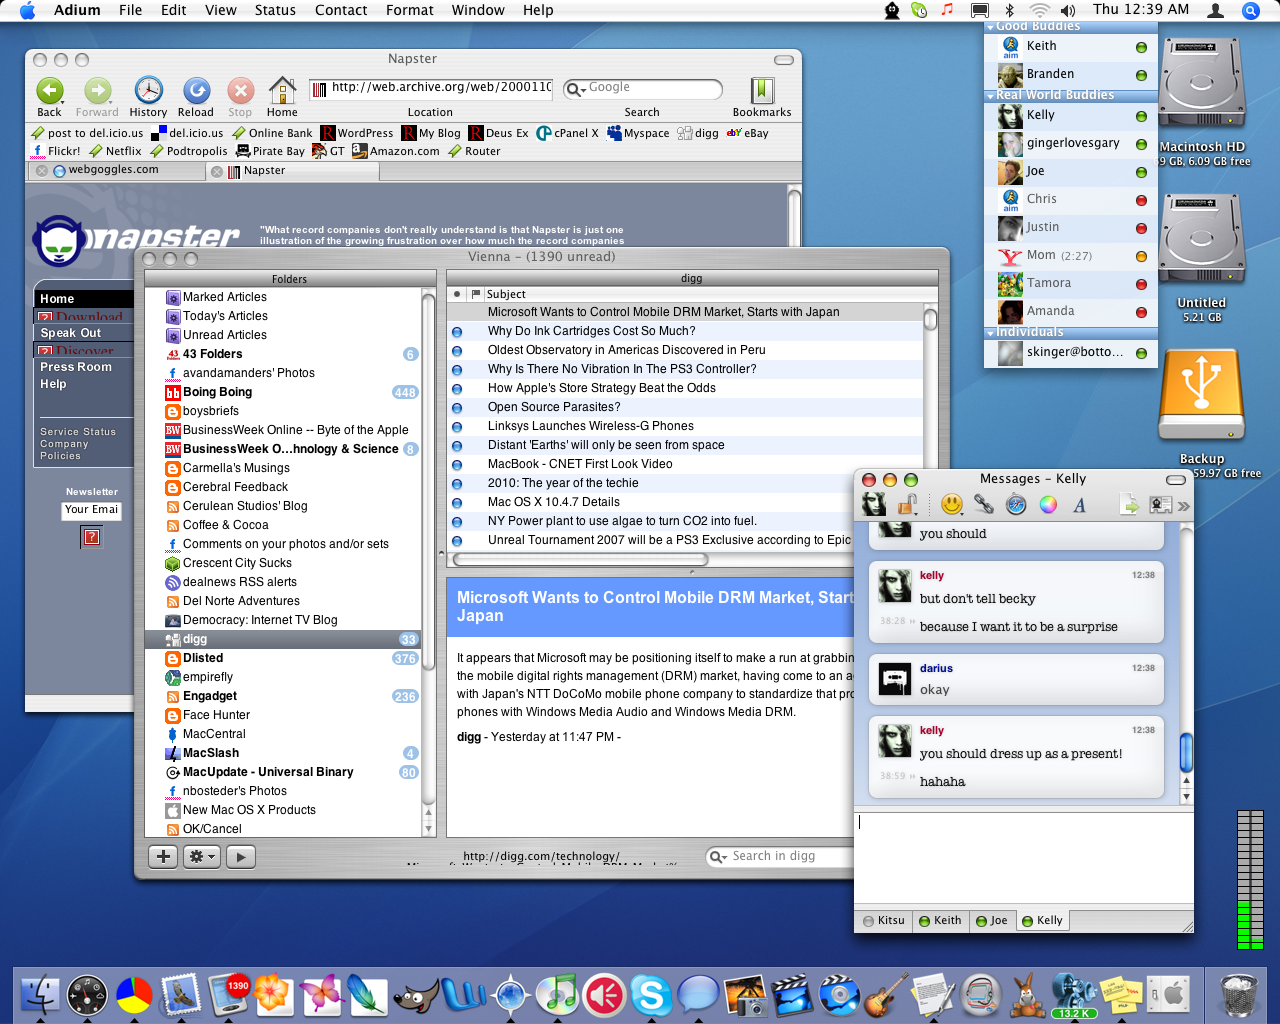 Adium File Edit View Status Contact Format Window Help
Thu 12:39 AM
Napster
http://web.archive.org/web/2000110
Google
Back Forward History Reload Stop Home Location Search Bookmarks
post to del.icio.us del.icio.us Online Bank WordPress My Blog Deus Ex cPanel X Myspace digg eBay
Flickr! Netflix Podtropolis Pirate Bay GT Amazon.com Router
webgoggles.com Napster
napster
"What record companies don't really understand is that Napster is just one
illustration of the growing frustration over how much the record companies
Home
Download
Speak Out
Discover
Press Room
Help
Service Status
Company
Policies
Newsletter
Your Emai
Vienna – (1390 unread)
Folders
Marked Articles
Today's Articles
Unread Articles
43 Folders 6
avandamanders' Photos
Boing Boing 448
boysbriefs
BusinessWeek Online -- Byte of the Apple
BusinessWeek O...hnology & Science 8
Carmella's Musings
Cerebral Feedback
Cerulean Studios' Blog
Coffee & Cocoa
Comments on your photos and/or sets
Crescent City Sucks
dealnews RSS alerts
Del Norte Adventures
Democracy: Internet TV Blog
digg 33
Dlisted 376
empirefly
Engadget 236
Face Hunter
MacCentral
MacSlash 4
MacUpdate - Universal Binary 80
nbosteder's Photos
New Mac OS X Products
OK/Cancel
digg
Subject
Microsoft Wants to Control Mobile DRM Market, Starts with Japan
Why Do Ink Cartridges Cost So Much?
Oldest Observatory in Americas Discovered in Peru
Why Is There No Vibration In The PS3 Controller?
How Apple's Store Strategy Beat the Odds
Open Source Parasites?
Linksys Launches Wireless-G Phones
Distant 'Earths' will only be seen from space
MacBook - CNET First Look Video
2010: The year of the techie
Mac OS X 10.4.7 Details
NY Power plant to use algae to turn CO2 into fuel.
Unreal Tournament 2007 will be a PS3 Exclusive according to Epic
Microsoft Wants to Control Mobile DRM Market, Start
Japan
It appears that Microsoft may be positioning itself to make a run at grabbin
the mobile digital rights management (DRM) market, having come to an a
with Japan's NTT DoCoMo mobile phone company to standardize that pro
phones with Windows Media Audio and Windows Media DRM.
digg - Yesterday at 11:47 PM -
http://digg.com/technology/
Search in digg
Good Buddies
Keith
Branden
Real World Buddies
Kelly
gingerlovesgary
Joe
Chris
Justin
Mom (2:27)
Tamora
Amanda
Individuals
skinger@botto...
Macintosh HD
GB, 6.09 GB free
Untitled
5.21 GB
Backup
59.97 GB free
Messages – Kelly
you should
kelly 12:38
but don't tell becky
38:28
because I want it to be a surprise
darius 12:38
okay
kelly 12:38
you should dress up as a present!
38:59
hahaha
Kitsu Keith Joe Kelly
1390
13.2 K